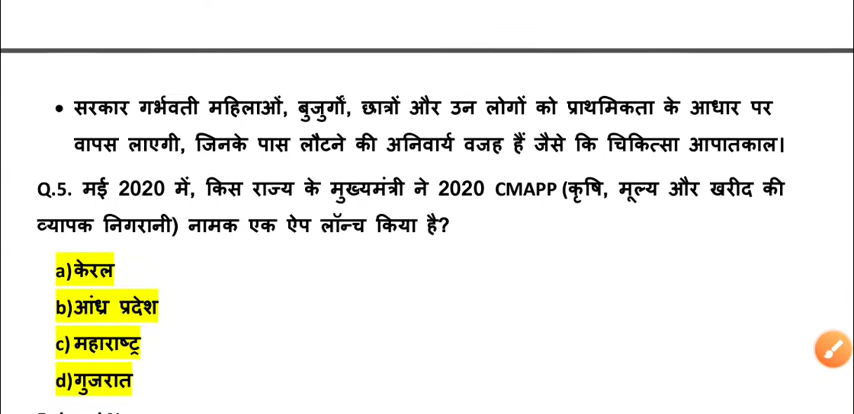 • सरकार गर्भवती महिलाओं, बुजुर्गों, छात्रों और उन लोगों को प्राथमिकता के आधार पर
वापस लाएगी, जिनके पास लौटने की अनिवार्य वजह हैं जैसे कि चिकित्सा आपातकाल।
Q.5. मई 2020 में, किस राज्य के मुख्यमंत्री ने 2020 CMAPP (कृषि, मूल्य और खरीद की
व्यापक निगरानी) नामक एक ऐप लॉन्च किया है?
a)केरल
b)आंध्र प्रदेश
c) महाराष्ट्र
d)गुजरात